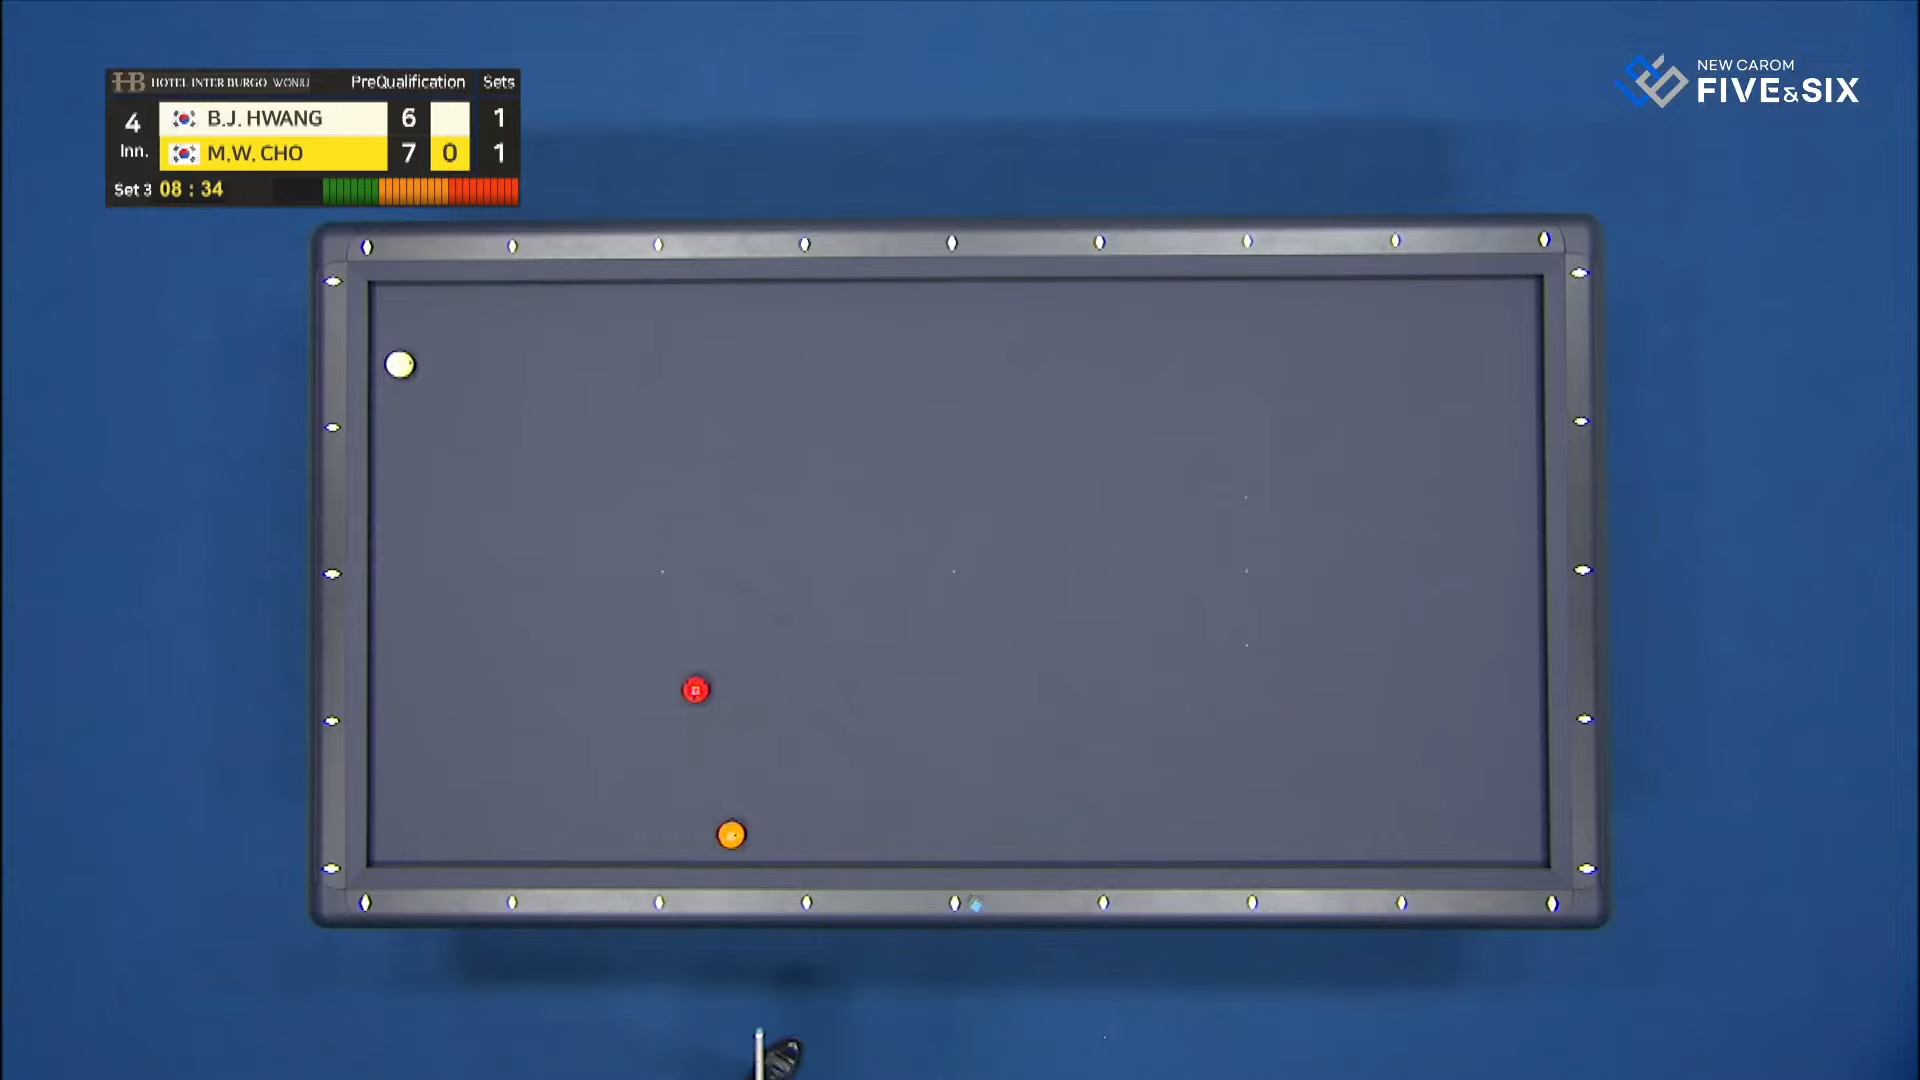 HB HOTEL INTER BURGO WONJU PreQualification Sets
4 B.J. HWANG 6 1
Inn. M.W. CHO 7 0 1
Set 3 08 : 34
NEW CAROM
FIVE&SIX